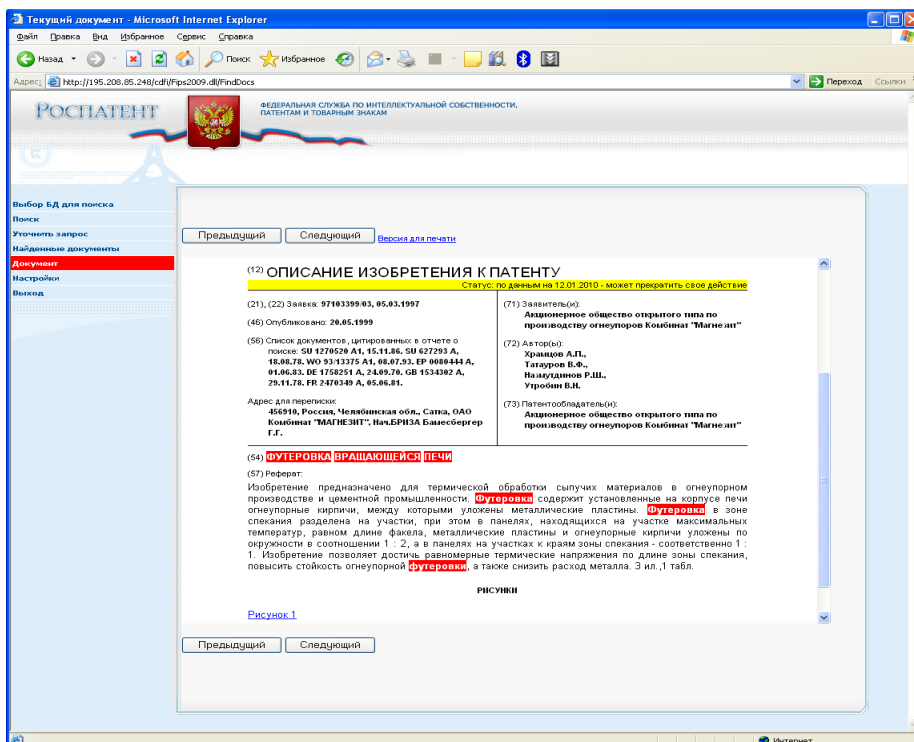 Текущий документ - Microsoft Internet Explorer
Файл Правка Вид Избранное Сервис Справка
Назад Поиск Избранное
Адрес: http://195.208.85.248/cdfi/Fips2009.dll/FindDocs Переход Ссылки
РОСПАТЕНТ
ФЕДЕРАЛЬНАЯ СЛУЖБА ПО ИНТЕЛЛЕКТУАЛЬНОЙ СОБСТВЕННОСТИ,
ПАТЕНТАМ И ТОВАРНЫМ ЗНАКАМ
Выбор БД для поиска
Поиск
Уточнить запрос
Найденные документы
Документ
Настройки
Выход
Предыдущий Следующий Версия для печати
(12) ОПИСАНИЕ ИЗОБРЕТЕНИЯ К ПАТЕНТУ
Статус: по данным на 12.01.2010 - может прекратить свое действие
(21), (22) Заявка: 97103399/03, 05.03.1997
(46) Опубликовано: 20.05.1999
(56) Список документов, цитированных в отчете о
поиске: SU 1270520 A1, 15.11.86. SU 627293 A,
18.08.78. WO 93/13375 A1, 08.07.93. EP 0080444 A,
01.06.83. DE 1758251 A, 24.09.70. GB 1534302 A,
29.11.78. FR 2470349 A, 05.06.81.
Адрес для переписки:
456910, Россия, Челябинская обл., Сатка, ОАО
Комбинат "МАГНЕЗИТ", Нач.БРИЗА Бамесбергер
Г.Г.
(71) Заявитель(и):
Акционерное общество открытого типа по
производству огнеупоров Комбинат "Магнезит"
(72) Автор(ы):
Храмцов А.П.,
Татауров В.Ф.,
Назмутдинов Р.Ш.,
Утробин В.Н.
(73) Патентообладатель(и):
Акционерное общество открытого типа по
производству огнеупоров Комбинат "Магнезит"
(54) ФУТЕРОВКА ВРАЩАЮЩЕЙСЯ ПЕЧИ
(57) Реферат:
Изобретение предназначено для термической обработки сыпучих материалов в огнеупорном
производстве и цементной промышленности. Футеровка содержит установленные на корпусе печи
огнеупорные кирпичи, между которыми уложены металлические пластины. Футеровка в зоне
спекания разделена на участки, при этом в панелях, находящихся на участке максимальных
температур, равном длине факела, металлические пластины и огнеупорные кирпичи уложены по
окружности в соотношении 1 : 2, а в панелях на участках к краям зоны спекания - соответственно 1 :
1. Изобретение позволяет достичь равномерные термические напряжения по длине зоны спекания,
повысить стойкость огнеупорной футеровки, а также снизить расход металла. 3 ил.,1 табл.
РИСУНКИ
Рисунок 1
Предыдущий Следующий
Интернет